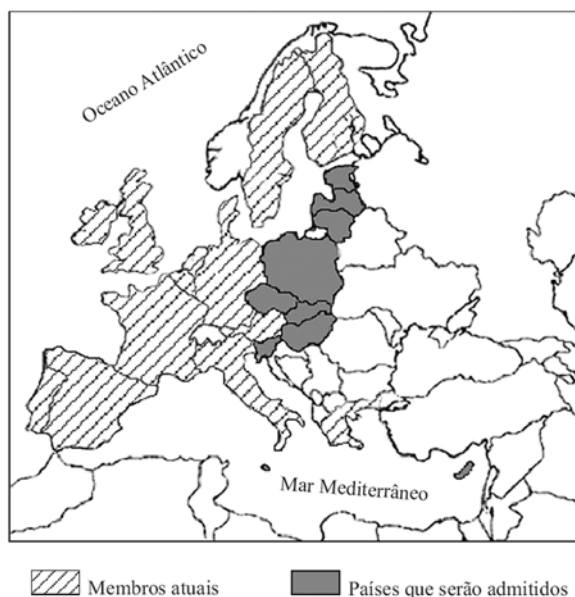 Oceano Atlântico
Mar Mediterrâneo
Membros atuais
Países que serão admitidos